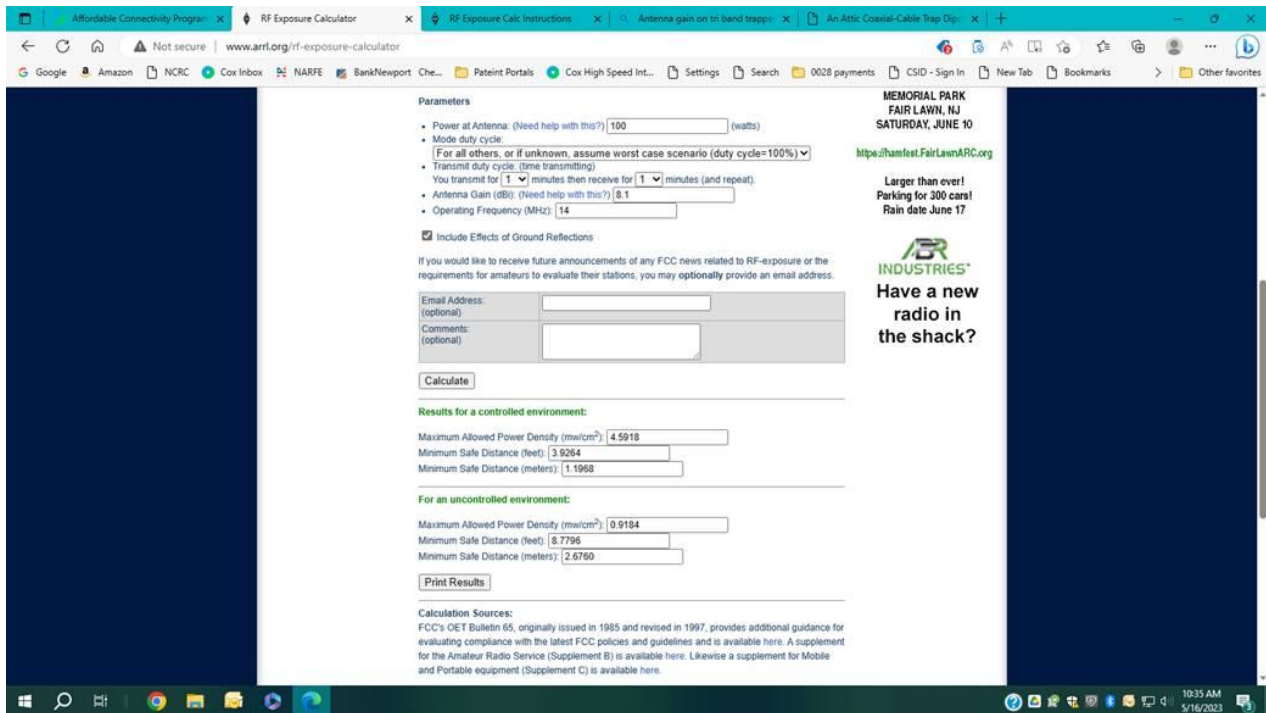 Affordable Connectivity Program
RF Exposure Calculator
RF Exposure Calc Instructions
Antenna gain on tri band trappe
An Attic Coaxial-Cable Trap Dip
Not secure
www.arrl.org/rf-exposure-calculator
Google
Amazon
NCRC
Cox Inbox
NARFE
BankNewport Che...
Pateint Portals
Cox High Speed Int...
Settings
Search
0028 payments
CSID - Sign In
New Tab
Bookmarks
Other favorites
Parameters
• Power at Antenna: (Need help with this?) 100 (watts)
• Mode duty cycle:
For all others, or if unknown, assume worst case scenario (duty cycle=100%)
• Transmit duty cycle: (time transmitting)
You transmit for 1 minutes then receive for 1 minutes (and repeat).
• Antenna Gain (dBi): (Need help with this?) 8.1
• Operating Frequency (MHz): 14
Include Effects of Ground Reflections
If you would like to receive future announcements of any FCC news related to RF-exposure or the
requirements for amateurs to evaluate their stations, you may optionally provide an email address.
Email Address:
(optional)
Comments:
(optional)
Calculate
Results for a controlled environment:
Maximum Allowed Power Density (mw/cm2): 4.5918
Minimum Safe Distance (feet): 3.9264
Minimum Safe Distance (meters): 1.1968
For an uncontrolled environment:
Maximum Allowed Power Density (mw/cm2): 0.9184
Minimum Safe Distance (feet): 8.7796
Minimum Safe Distance (meters): 2.6760
Print Results
Calculation Sources:
FCC's OET Bulletin 65, originally issued in 1985 and revised in 1997, provides additional guidance for
evaluating compliance with the latest FCC policies and guidelines and is available here. A supplement
for the Amateur Radio Service (Supplement B) is available here. Likewise a supplement for Mobile
and Portable equipment (Supplement C) is available here.
MEMORIAL PARK
FAIR LAWN, NJ
SATURDAY, JUNE 10
https://hamfest.FairLawnARC.org
Larger than ever!
Parking for 300 cars!
Rain date June 17
ABR
INDUSTRIES
Have a new
radio in
the shack?
10:35 AM
5/16/2023